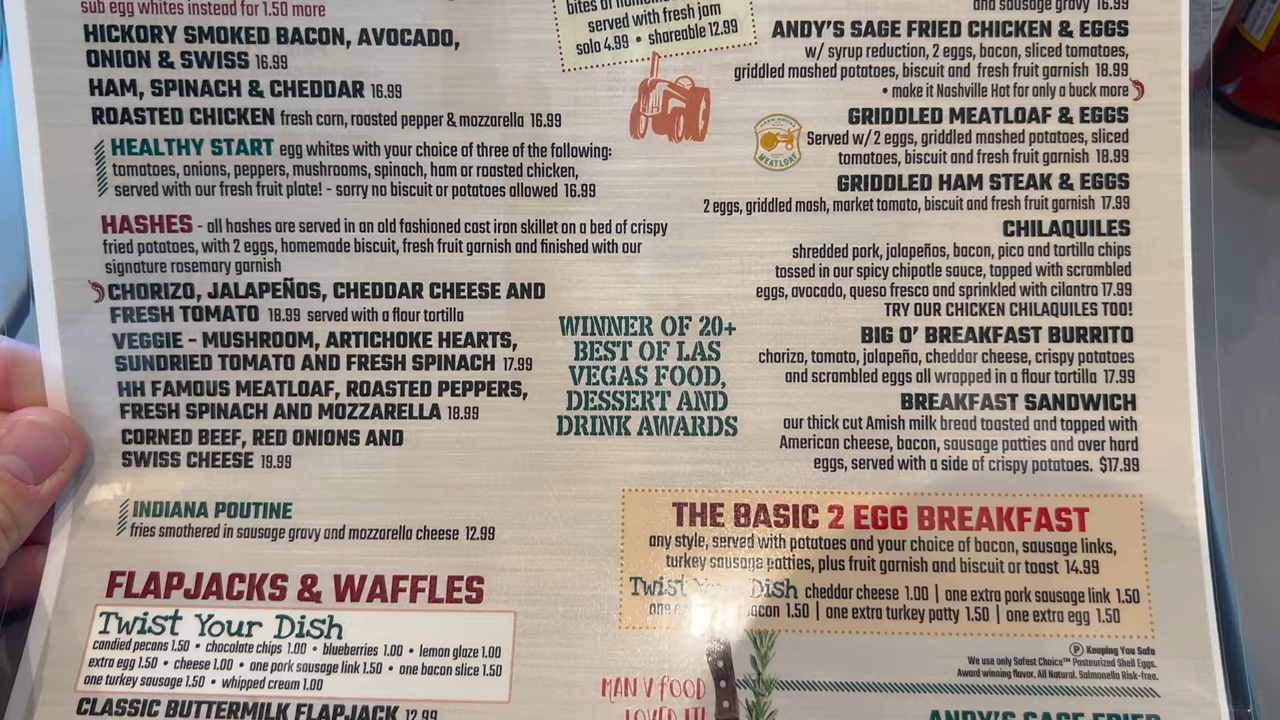 sub egg whites instead for 1.50 more
HICKORY SMOKED BACON, AVOCADO,
ONION & SWISS 16.99
HAM, SPINACH & CHEDDAR 16.99
ROASTED CHICKEN fresh corn, roasted pepper & mozzarella 16.99
HEALTHY START egg whites with your choice of three of the following:
tomatoes, onions, peppers, mushrooms, spinach, ham or roasted chicken,
served with our fresh fruit plate! - sorry no biscuit or potatoes allowed 16.99
HASHES - all hashes are served in an old fashioned cast iron skillet on a bed of crispy
fried potatoes, with 2 eggs, homemade biscuit, fresh fruit garnish and finished with our
signature rosemary garnish
CHORIZO, JALAPEÑOS, CHEDDAR CHEESE AND
FRESH TOMATO 18.99 served with a flour tortilla
VEGGIE - MUSHROOM, ARTICHOKE HEARTS,
SUNDRIED TOMATO AND FRESH SPINACH 17.99
HH FAMOUS MEATLOAF, ROASTED PEPPERS,
FRESH SPINACH AND MOZZARELLA 18.99
CORNED BEEF, RED ONIONS AND
SWISS CHEESE 19.99
INDIANA POUTINE
fries smothered in sausage gravy and mozzarella cheese 12.99
FLAPJACKS & WAFFLES
Twist Your Dish
candied pecans 1.50 • chocolate chips 1.00 • blueberries 1.00 • lemon glaze 1.00
extra egg 1.50 • cheese 1.00 • one pork sausage link 1.50 • one bacon slice 1.50
one turkey sausage 1.50 • whipped cream 1.00
CLASSIC BUTTERMILK FLAPJACK 12.99
bites of
served with fresh jam
solo 4.99 • shareable 12.99
WINNER OF 20+
BEST OF LAS
VEGAS FOOD,
DESSERT AND
DRINK AWARDS
and sausage gravy 16.99
ANDY'S SAGE FRIED CHICKEN & EGGS
w/ syrup reduction, 2 eggs, bacon, sliced tomatoes,
griddled mashed potatoes, biscuit and fresh fruit garnish 18.99
• make it Nashville Hot for only a buck more
GRIDDLED MEATLOAF & EGGS
Served w/ 2 eggs, griddled mashed potatoes, sliced
tomatoes, biscuit and fresh fruit garnish 18.99
MEATLOAF
GRIDDLED HAM STEAK & EGGS
2 eggs, griddled mash, market tomato, biscuit and fresh fruit garnish 17.99
CHILAQUILES
shredded pork, jalapeños, bacon, pico and tortilla chips
tossed in our spicy chipotle sauce, topped with scrambled
eggs, avocado, queso fresco and sprinkled with cilantro 17.99
TRY OUR CHICKEN CHILAQUILES TOO!
BIG O' BREAKFAST BURRITO
chorizo, tomato, jalapeño, cheddar cheese, crispy potatoes
and scrambled eggs all wrapped in a flour tortilla 17.99
BREAKFAST SANDWICH
our thick cut Amish milk bread toasted and topped with
American cheese, bacon, sausage patties and over hard
eggs, served with a side of crispy potatoes. $17.99
THE BASIC 2 EGG BREAKFAST
any style, served with potatoes and your choice of bacon, sausage links,
turkey sausage patties, plus fruit garnish and biscuit or toast 14.99
Twist Your Dish cheddar cheese 1.00 | one extra pork sausage link 1.50
one bacon 1.50 | one extra turkey patty 1.50 | one extra egg 1.50
P Keeping You Safe
We use only Safest Choice™ Pasteurized Shell Eggs.
Award winning flavor. All Natural. Salmonella Risk-free.
MAN V FOOD
LOVED IT!
ANDY'S SAGE FRIED